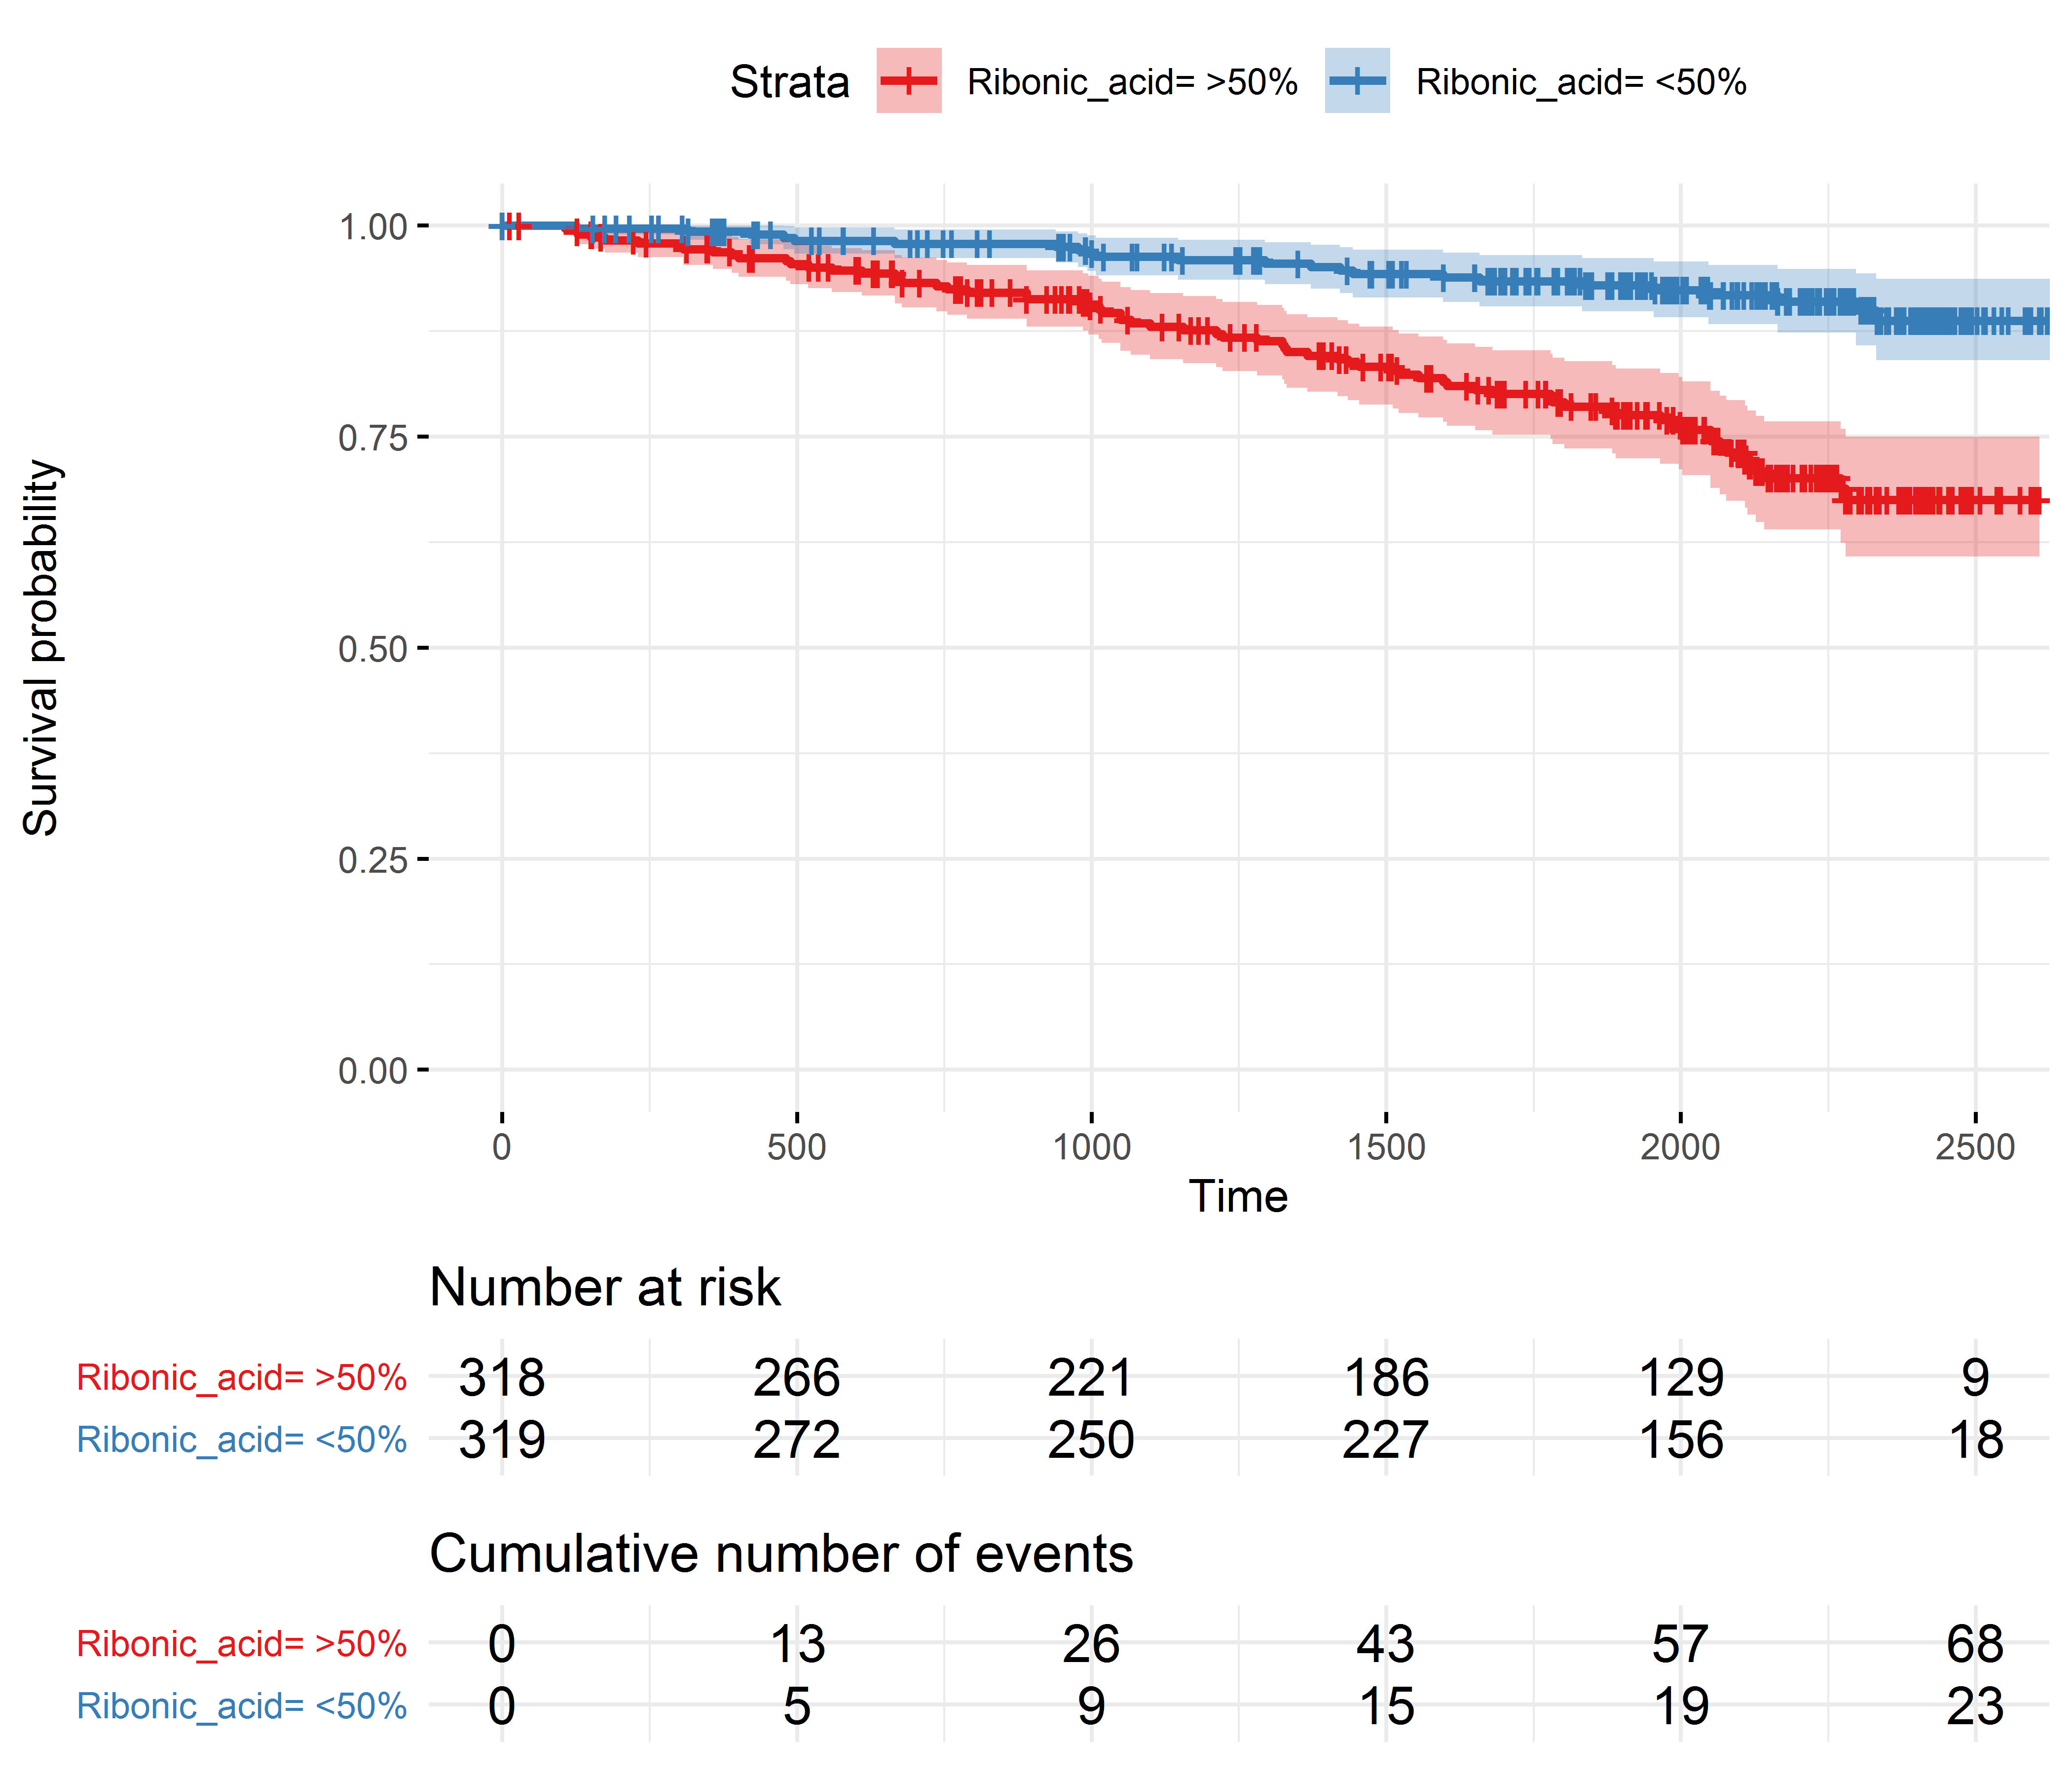 Strata Ribonic_acid= >50% Ribonic_acid= <50%
1.00
0.75
0.50
0.25
0.00
Survival probability
0 500 1000 1500 2000 2500
Time
Number at risk
Ribonic_acid= >50% 318 266 221 186 129 9
Ribonic_acid= <50% 319 272 250 227 156 18
Cumulative number of events
Ribonic_acid= >50% 0 13 26 43 57 68
Ribonic_acid= <50% 0 5 9 15 19 23